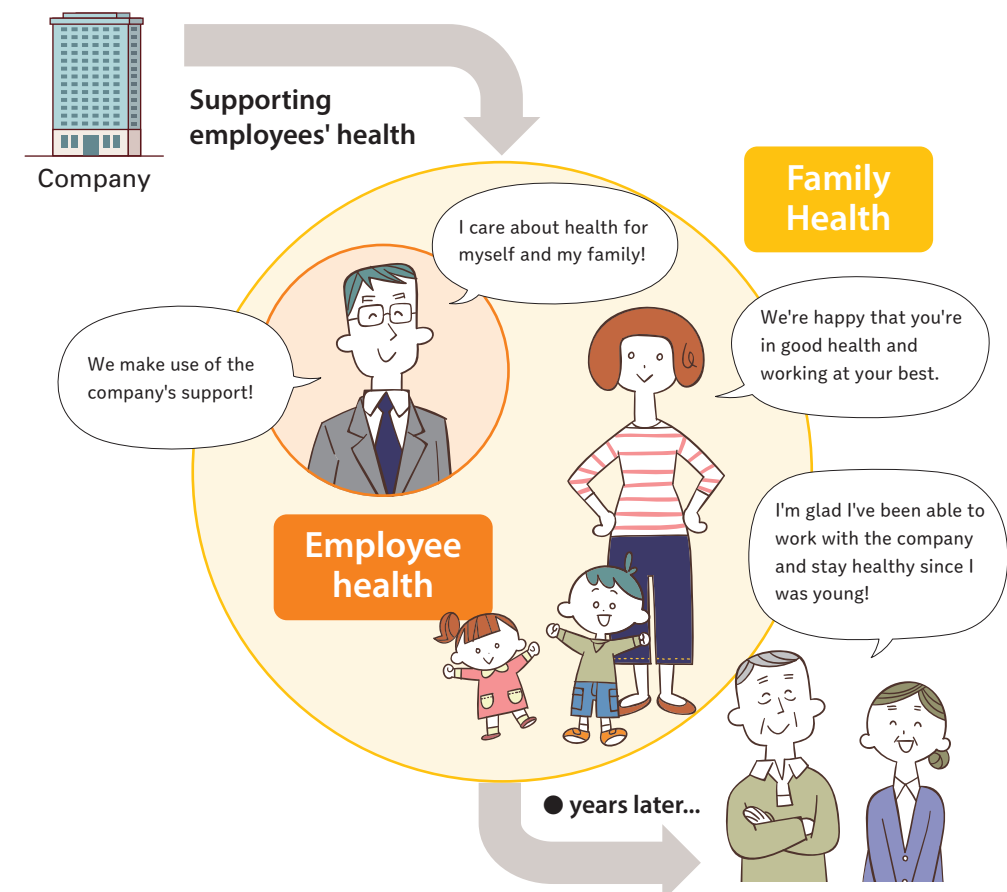 Company
Supporting
employees' health
Family
Health
I care about health for
myself and my family!
We make use of the
company's support!
We're happy that you're
in good health and
working at your best.
Employee
health
I'm glad I've been able to
work with the company
and stay healthy since I
was young!
● years later...